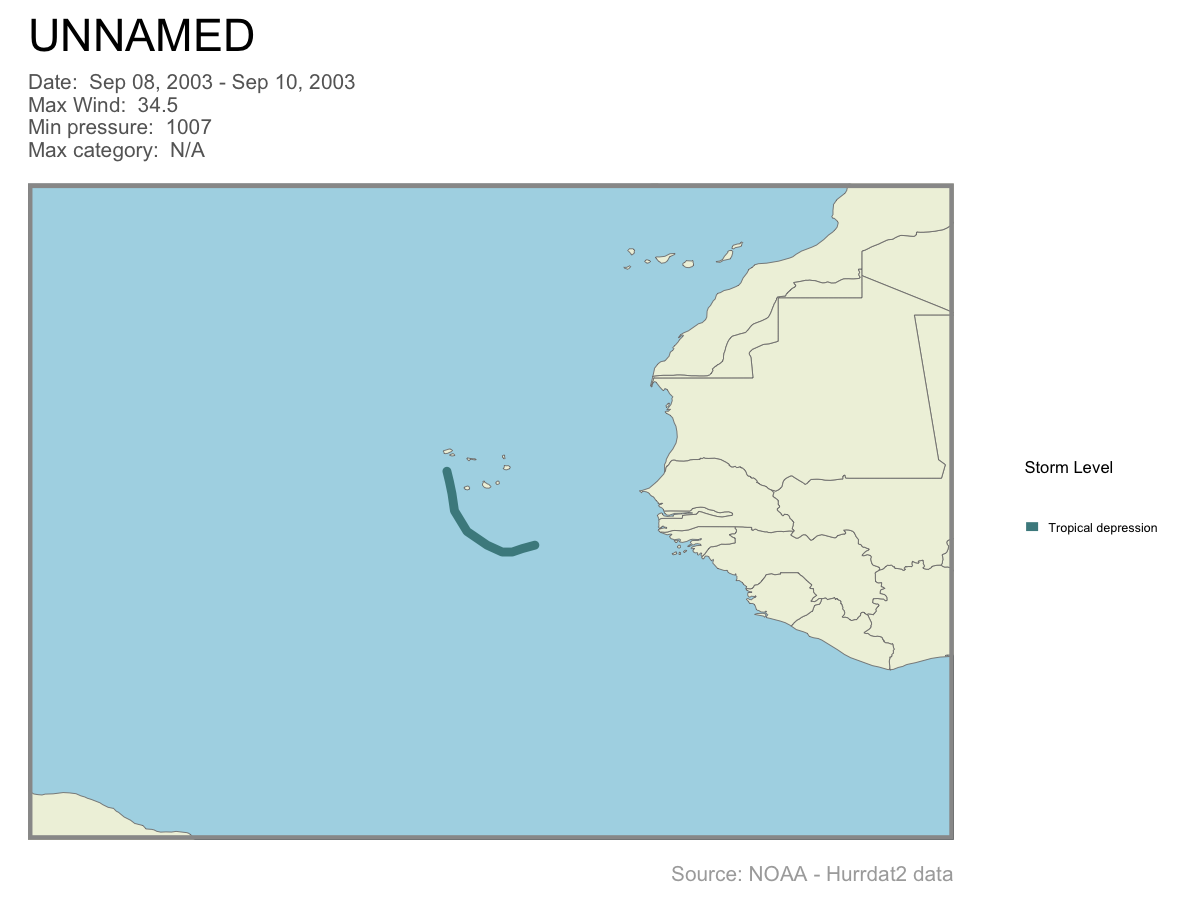 UNNAMED
Date:  Sep 08, 2003 - Sep 10, 2003
Max Wind:  34.5
Min pressure:  1007
Max category:  N/A
Storm Level
Tropical depression
Source: NOAA - Hurrdat2 data